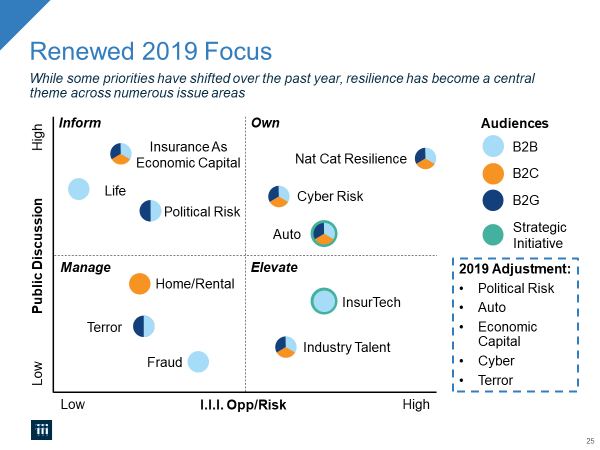 Renewed 2019 Focus
While some priorities have shifted over the past year, resilience has become a central
theme across numerous issue areas
Inform
Own
High
Insurance As
Economic Capital
Nat Cat Resilience
Life
Cyber Risk
Political Risk
Auto
Public Discussion
Manage
Elevate
Home/Rental
InsurTech
Terror
Industry Talent
Fraud
Low
Low
I.I.I. Opp/Risk
High
Audiences
B2B
B2C
B2G
Strategic
Initiative
2019 Adjustment:
• Political Risk
• Auto
• Economic
Capital
• Cyber
• Terror
iii
25